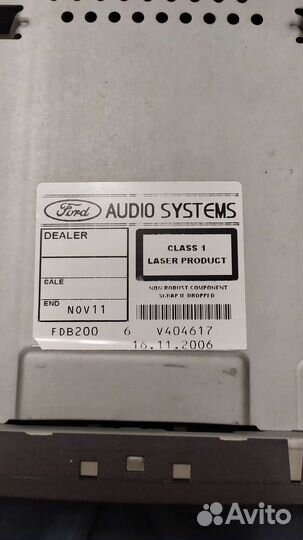 Ford AUDIO SYSTEMS
DEALER
CLASS 1
LASER PRODUCT
SALE
NON ROBUST COMPONENT
SCRAP IF DROPPED
END NOV11
FDB200 6 V404617
16.11.2006
Avito